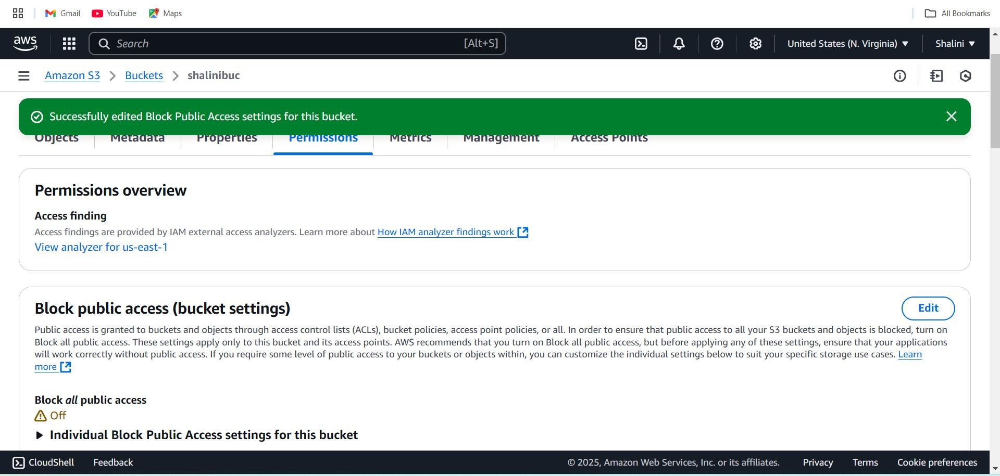 Gmail YouTube Maps All Bookmarks
aws Search [Alt+S] United States (N. Virginia) Shalini
Amazon S3 Buckets shalinibuc
Successfully edited Block Public Access settings for this bucket.
Objects Metadata Properties Permissions Metrics Management Access Points
Permissions overview
Access finding
Access findings are provided by IAM external access analyzers. Learn more about How IAM analyzer findings work
View analyzer for us-east-1
Block public access (bucket settings) Edit
Public access is granted to buckets and objects through access control lists (ACLs), bucket policies, access point policies, or all. In order to ensure that public access to all your S3 buckets and objects is blocked, turn on
Block all public access. These settings apply only to this bucket and its access points. AWS recommends that you turn on Block all public access, but before applying any of these settings, ensure that your applications
will work correctly without public access. If you require some level of public access to your buckets or objects within, you can customize the individual settings below to suit your specific storage use cases. Learn
more
Block all public access
Off
Individual Block Public Access settings for this bucket
CloudShell Feedback © 2025, Amazon Web Services, Inc. or its affiliates. Privacy Terms Cookie preferences